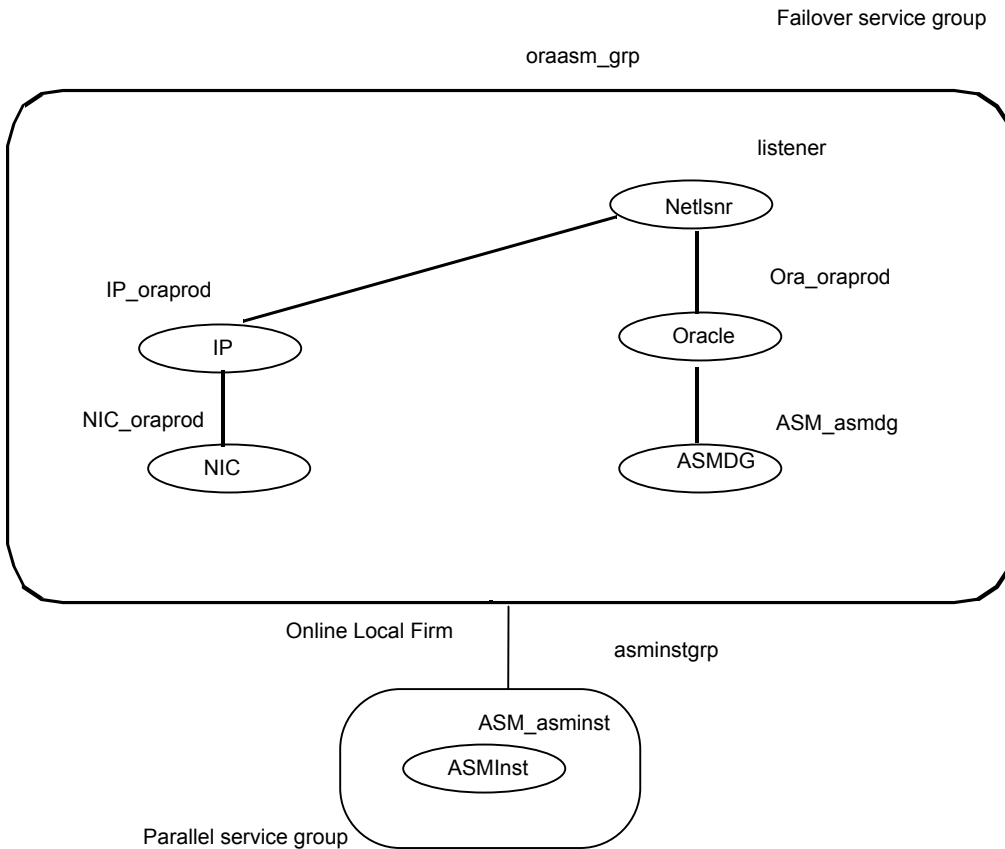 Failover service group
oraasm_grp
listener
Netlsnr
IP_oraprod
Ora_oraprod
IP
Oracle
NIC_oraprod
ASM_asmdg
NIC
ASMDG
Online Local Firm
asminstgrp
ASM_asminst
ASMInst
Parallel service group